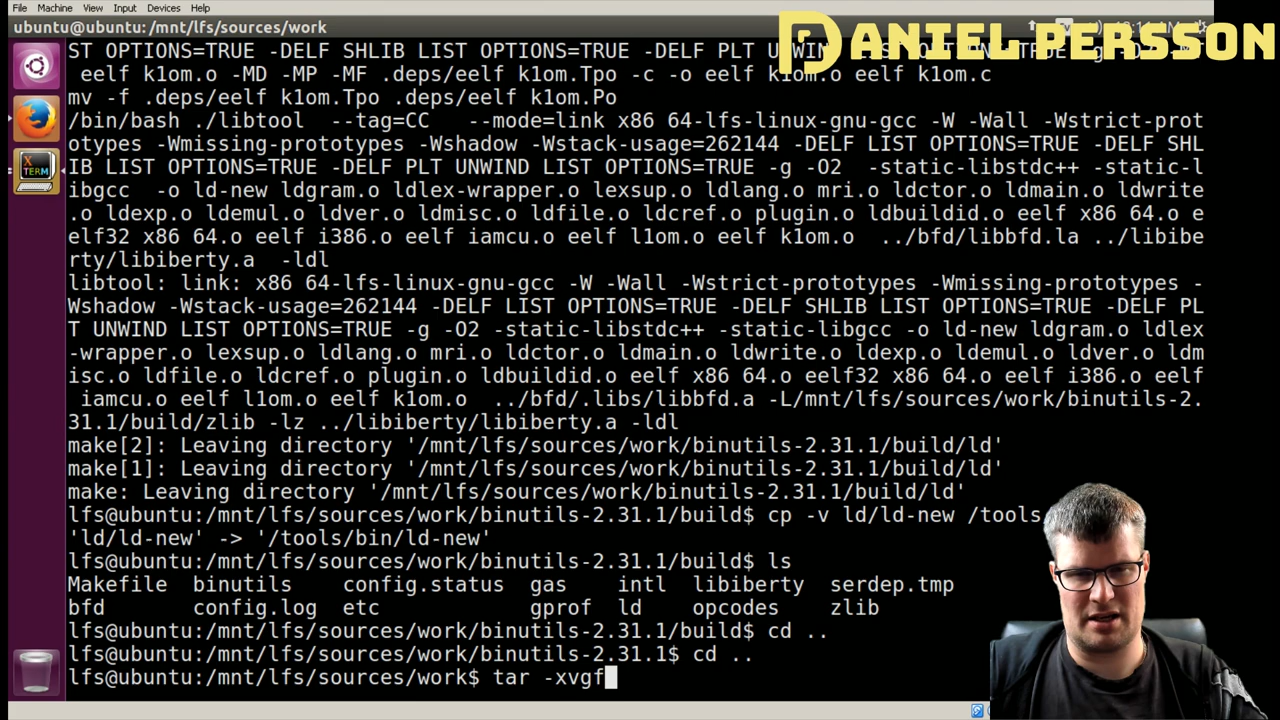 File Machine View Input Devices Help
ubuntu@ubuntu: /mnt/lfs/sources/work
DANIEL PERSSON
ST OPTIONS=TRUE -DELF SHLIB LIST OPTIONS=TRUE -DELF PLT UNWIND LIST OPTIONS=TRUE
eelf k1om.o -MD -MP -MF .deps/eelf k1om.Tpo -c -o eelf k1om.o eelf k1om.c
mv -f .deps/eelf k1om.Tpo .deps/eelf k1om.Po
/bin/bash ./libtool --tag=CC --mode=link x86 64-lfs-linux-gnu-gcc -W -Wall -Wstrict-prot
otypes -Wmissing-prototypes -Wshadow -Wstack-usage=262144 -DELF LIST OPTIONS=TRUE -DELF SHL
IB LIST OPTIONS=TRUE -DELF PLT UNWIND LIST OPTIONS=TRUE -g -O2 -static-libstdc++ -static-l
ibgcc -o ld-new ldgram.o ldlex-wrapper.o lexsup.o ldlang.o mri.o ldctor.o ldmain.o ldwrite
.o ldexp.o ldemul.o ldver.o ldmisc.o ldfile.o ldcref.o plugin.o ldbuildid.o eelf x86 64.o e
elf32 x86 64.o eelf i386.o eelf iamcu.o eelf l1om.o eelf k1om.o ../bfd/libbfd.la ../libibe
rty/libiberty.a -ldl
libtool: link: x86 64-lfs-linux-gnu-gcc -W -Wall -Wstrict-prototypes -Wmissing-prototypes -
Wshadow -Wstack-usage=262144 -DELF LIST OPTIONS=TRUE -DELF SHLIB LIST OPTIONS=TRUE -DELF PL
T UNWIND LIST OPTIONS=TRUE -g -O2 -static-libstdc++ -static-libgcc -o ld-new ldgram.o ldlex
-wrapper.o lexsup.o ldlang.o mri.o ldctor.o ldmain.o ldwrite.o ldexp.o ldemul.o ldver.o ldm
isc.o ldfile.o ldcref.o plugin.o ldbuildid.o eelf x86 64.o eelf32 x86 64.o eelf i386.o eelf
iamcu.o eelf l1om.o eelf k1om.o ../bfd/.libs/libbfd.a -L/mnt/lfs/sources/work/binutils-2.
31.1/build/zlib -lz ../libiberty/libiberty.a -ldl
make[2]: Leaving directory '/mnt/lfs/sources/work/binutils-2.31.1/build/ld'
make[1]: Leaving directory '/mnt/lfs/sources/work/binutils-2.31.1/build/ld'
make: Leaving directory '/mnt/lfs/sources/work/binutils-2.31.1/build/ld'
lfs@ubuntu:/mnt/lfs/sources/work/binutils-2.31.1/build$ cp -v ld/ld-new /tools
'ld/ld-new' -> '/tools/bin/ld-new'
lfs@ubuntu:/mnt/lfs/sources/work/binutils-2.31.1/build$ ls
Makefile binutils config.status gas intl libiberty serdep.tmp
bfd config.log etc gprof ld opcodes zlib
lfs@ubuntu:/mnt/lfs/sources/work/binutils-2.31.1/build$ cd ..
lfs@ubuntu:/mnt/lfs/sources/work/binutils-2.31.1$ cd ..
lfs@ubuntu:/mnt/lfs/sources/work$ tar -xvgf
X
TERM